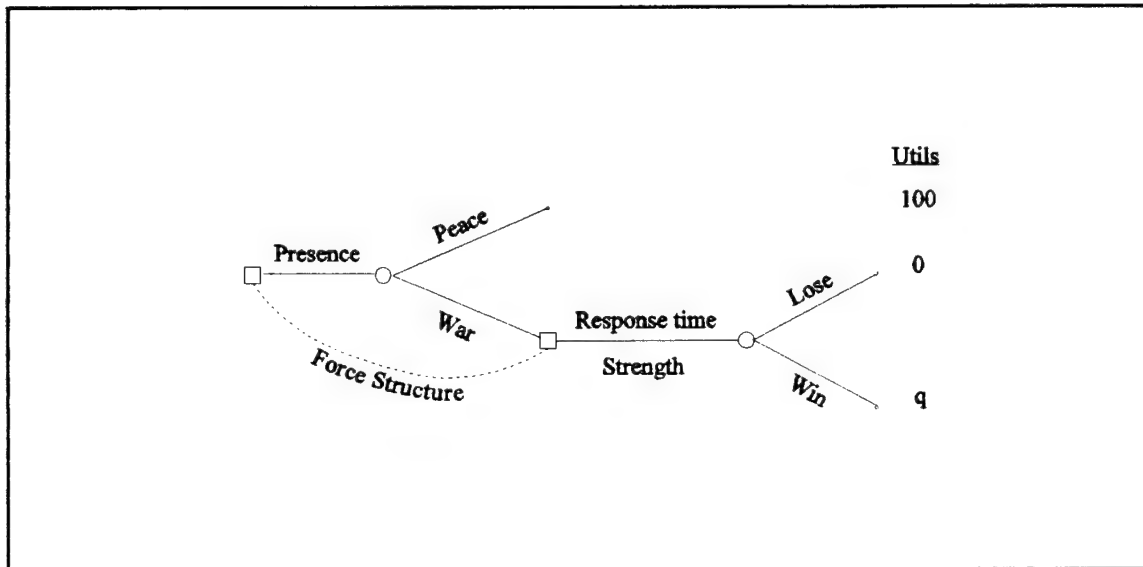 Utils
100
Peace
Presence
0
Lose
War
Response time
Force Structure
Strength
Win
q